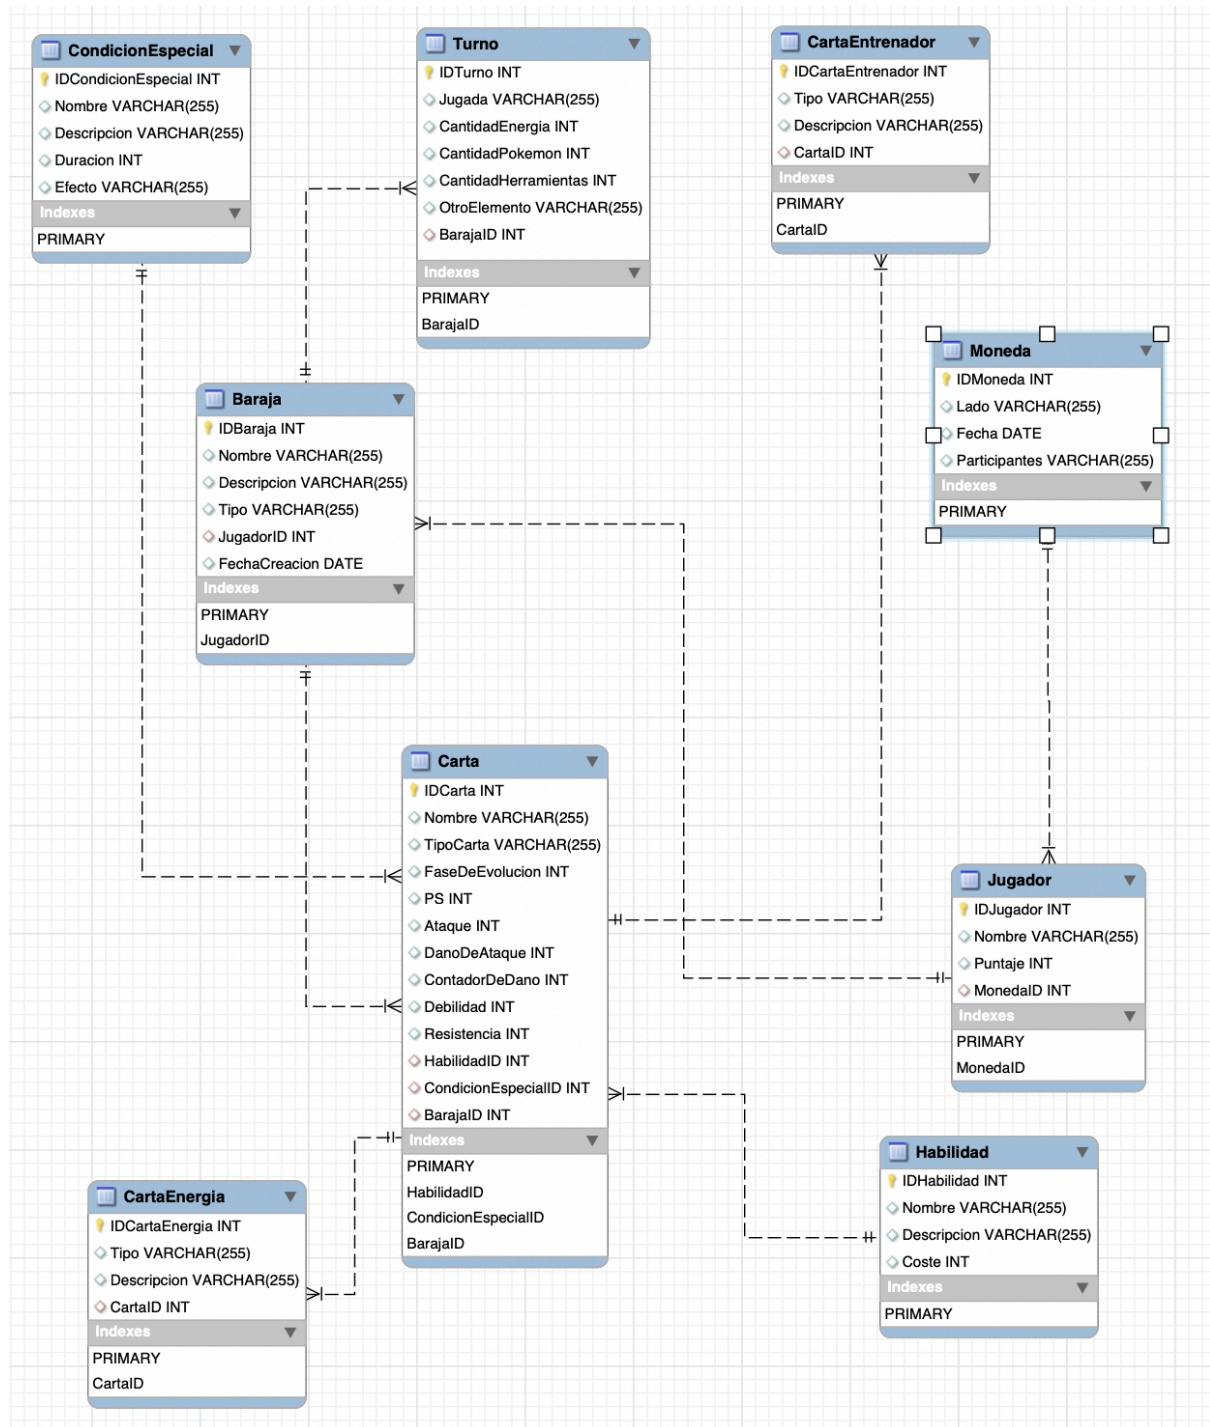 CondicionEspecial
IDCondicionEspecial INT
Nombre VARCHAR(255)
Descripcion VARCHAR(255)
Duracion INT
Efecto VARCHAR(255)
Indexes
PRIMARY
Turno
IDTurno INT
Jugada VARCHAR(255)
CantidadEnergia INT
CantidadPokemon INT
CantidadHerramientas INT
OtroElemento VARCHAR(255)
BarajaID INT
Indexes
PRIMARY
BarajaID
CartaEntrenador
IDCartaEntrenador INT
Tipo VARCHAR(255)
Descripcion VARCHAR(255)
CartaID INT
Indexes
PRIMARY
CartaID
Moneda
IDMoneda INT
Lado VARCHAR(255)
Fecha DATE
Participantes VARCHAR(255)
Indexes
PRIMARY
Baraja
IDBaraja INT
Nombre VARCHAR(255)
Descripcion VARCHAR(255)
Tipo VARCHAR(255)
JugadorID INT
FechaCreacion DATE
Indexes
PRIMARY
JugadorID
Carta
IDCarta INT
Nombre VARCHAR(255)
TipoCarta VARCHAR(255)
FaseDeEvolucion INT
PS INT
Ataque INT
DanoDeAtaque INT
ContadorDeDano INT
Debilidad INT
Resistencia INT
HabilidadID INT
CondicionEspecialID INT
BarajaID INT
Indexes
PRIMARY
HabilidadID
CondicionEspecialID
BarajaID
Jugador
IDJugador INT
Nombre VARCHAR(255)
Puntaje INT
MonedaID INT
Indexes
PRIMARY
MonedaID
Habilidad
IDHabilidad INT
Nombre VARCHAR(255)
Descripcion VARCHAR(255)
Coste INT
Indexes
PRIMARY
CartaEnergia
IDCartaEnergia INT
Tipo VARCHAR(255)
Descripcion VARCHAR(255)
CartaID INT
Indexes
PRIMARY
CartaID